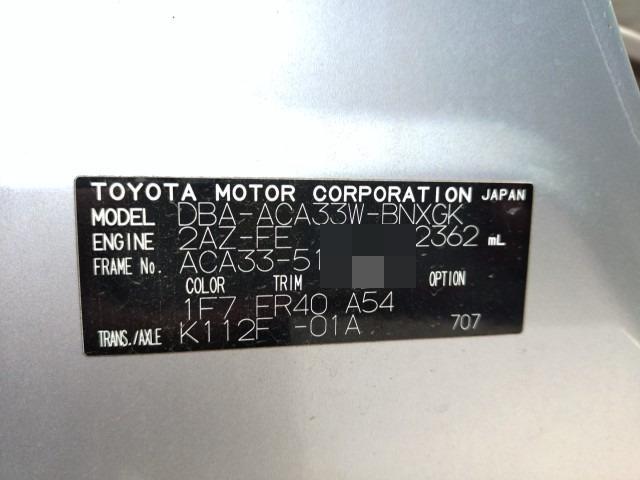 TOYOTA MOTOR CORPORATION JAPAN
MODEL DBA-ACA33W-BNXGK
ENGINE 2AZ-FE 2362 mL
FRAME No. ACA33-51
COLOR TRIM OPTION
1F7 FR40 A54
TRANS./AXLE K112F -01A 707